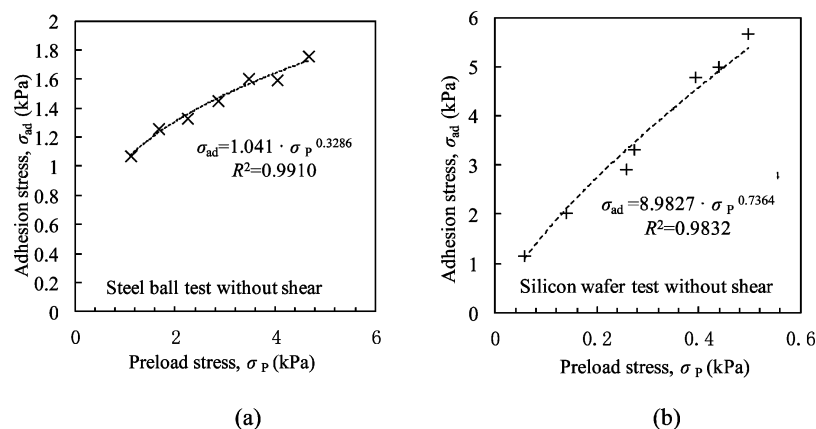 2
1.8
1.6
1.4
1.2
1
0.8
0.6
0.4
0.2
0
Adhesion stress, σad (kPa)
σad=1.041 · σ P 0.3286
R2=0.9910
Steel ball test without shear
0 2 4 6
Preload stress, σ P (kPa)
(a)
6
5
4
3
2
1
0
Adhesion stress, σad (kPa)
σad =8.9827· σ P 0.7364
R2=0.9832
Silicon wafer test without shear
0 0.2 0.4 0.6
Preload stress, σ P (kPa)
(b)